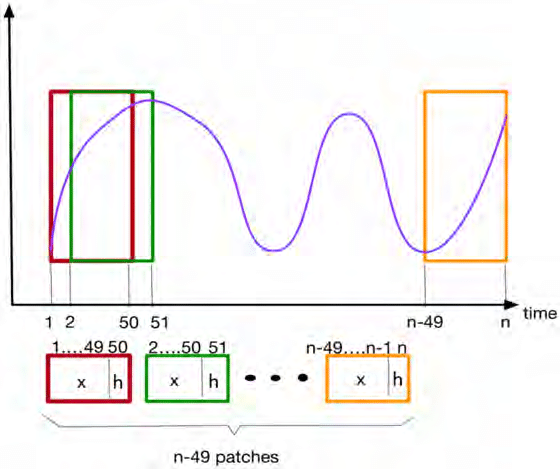 1 2 50 51 n-49 n time
1....49 50 2....50 51 n-49....n-1 n
x h x h x h
n-49 patches